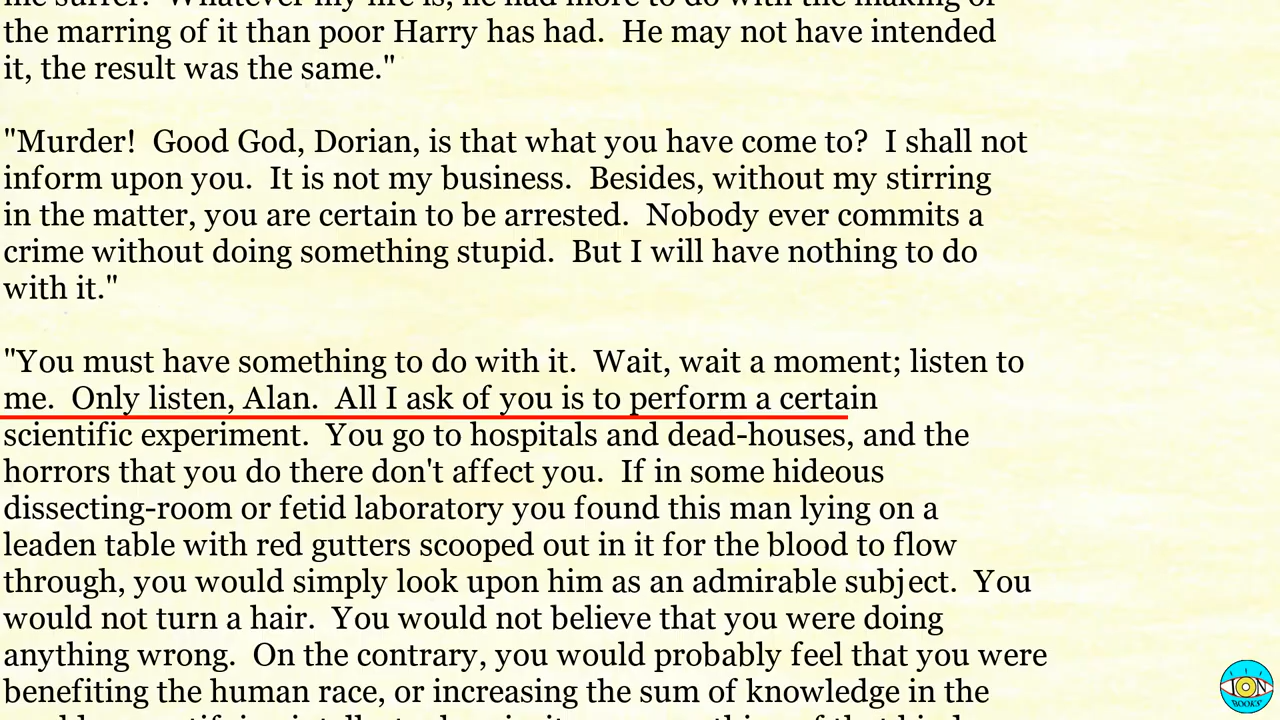 the marring of it than poor Harry has had.  He may not have intended
it, the result was the same."
"Murder!  Good God, Dorian, is that what you have come to?  I shall not
inform upon you.  It is not my business.  Besides, without my stirring
in the matter, you are certain to be arrested.  Nobody ever commits a
crime without doing something stupid.  But I will have nothing to do
with it."
"You must have something to do with it.  Wait, wait a moment; listen to
me.  Only listen, Alan.  All I ask of you is to perform a certain
scientific experiment.  You go to hospitals and dead-houses, and the
horrors that you do there don't affect you.  If in some hideous
dissecting-room or fetid laboratory you found this man lying on a
leaden table with red gutters scooped out in it for the blood to flow
through, you would simply look upon him as an admirable subject.  You
would not turn a hair.  You would not believe that you were doing
anything wrong.  On the contrary, you would probably feel that you were
benefiting the human race, or increasing the sum of knowledge in the
ION
BOOKS